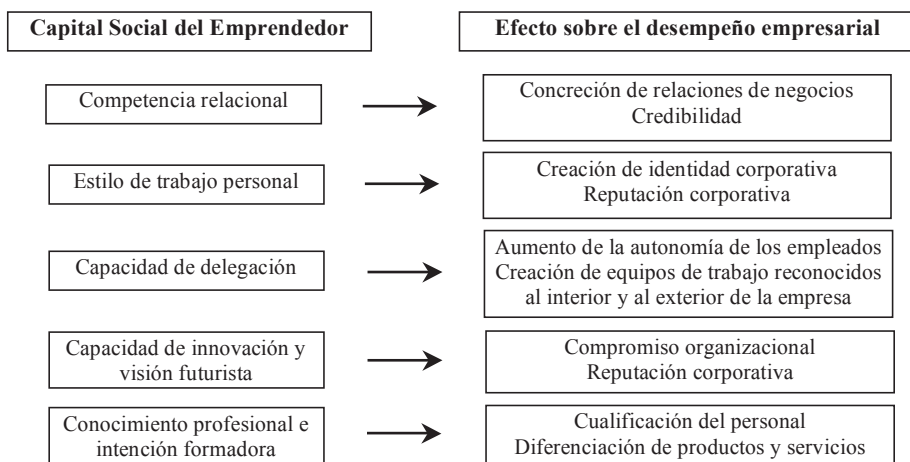 Capital Social del Emprendedor
Efecto sobre el desempeño empresarial
Competencia relacional
Concreción de relaciones de negocios
Credibilidad
Estilo de trabajo personal
Creación de identidad corporativa
Reputación corporativa
Capacidad de delegación
Aumento de la autonomía de los empleados
Creación de equipos de trabajo reconocidos
al interior y al exterior de la empresa
Capacidad de innovación y
visión futurista
Compromiso organizacional
Reputación corporativa
Conocimiento profesional e
intención formadora
Cualificación del personal
Diferenciación de productos y servicios